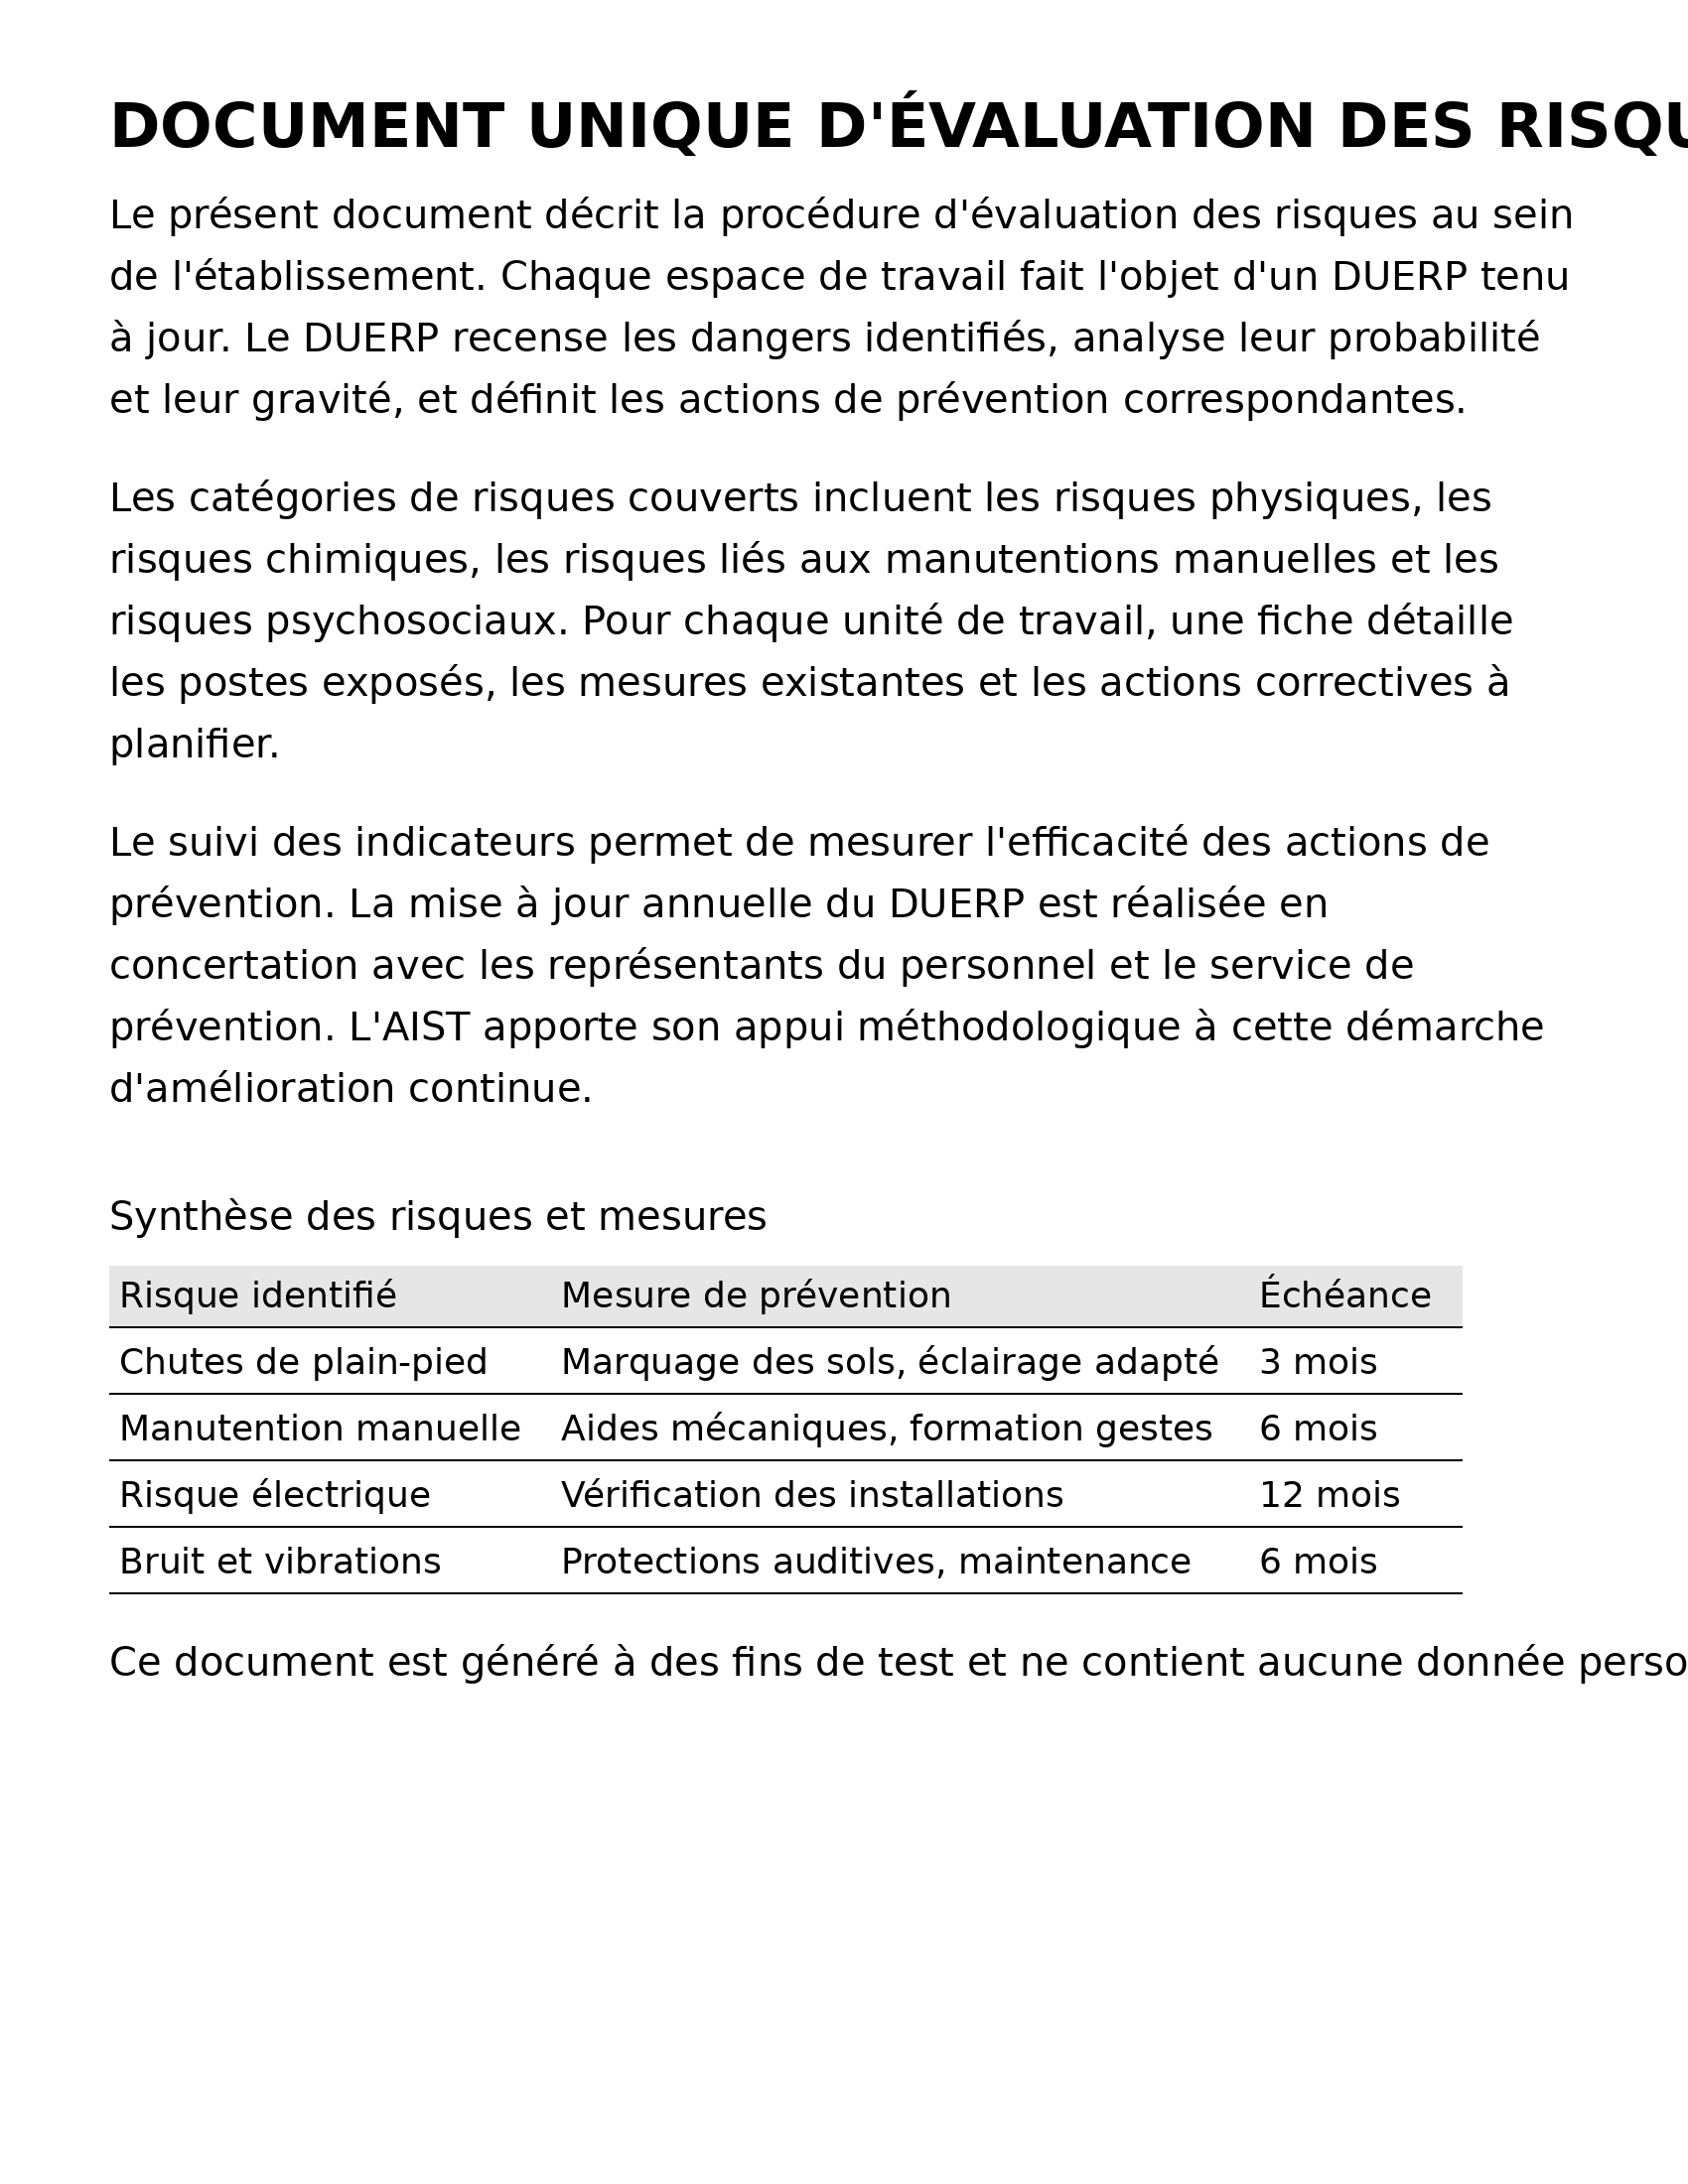 DOCUMENT UNIQUE D'ÉVALUATION DES
Le présent document décrit la procédure d'évaluation des risques au sein
de l'établissement. Chaque espace de travail fait l'objet d'un DUERP tenu
à jour. Le DUERP recense les dangers identifiés, analyse leur probabilité
et leur gravité, et définit les actions de prévention correspondantes.
Les catégories de risques couverts incluent les risques physiques, les
risques chimiques, les risques liés aux manutentions manuelles et les
risques psychosociaux. Pour chaque unité de travail, une fiche détaille
les postes exposés, les mesures existantes et les actions correctives à
planifier.
Le suivi des indicateurs permet de mesurer l'efficacité des actions de
prévention. La mise à jour annuelle du DUERP est réalisée en
concertation avec les représentants du personnel et le service de
prévention. L'AIST apporte son appui méthodologique à cette démarche
d'amélioration continue.
Synthèse des risques et mesures
Risque identifié Mesure de prévention Échéance
Chutes de plain-pied Marquage des sols, éclairage adapté 3 mois
Manutention manuelle Aides mécaniques, formation gestes 6 mois
Risque électrique Vérification des installations 12 mois
Bruit et vibrations Protections auditives, maintenance 6 mois
Ce document est généré à des fins de test et ne contient aucune donnée